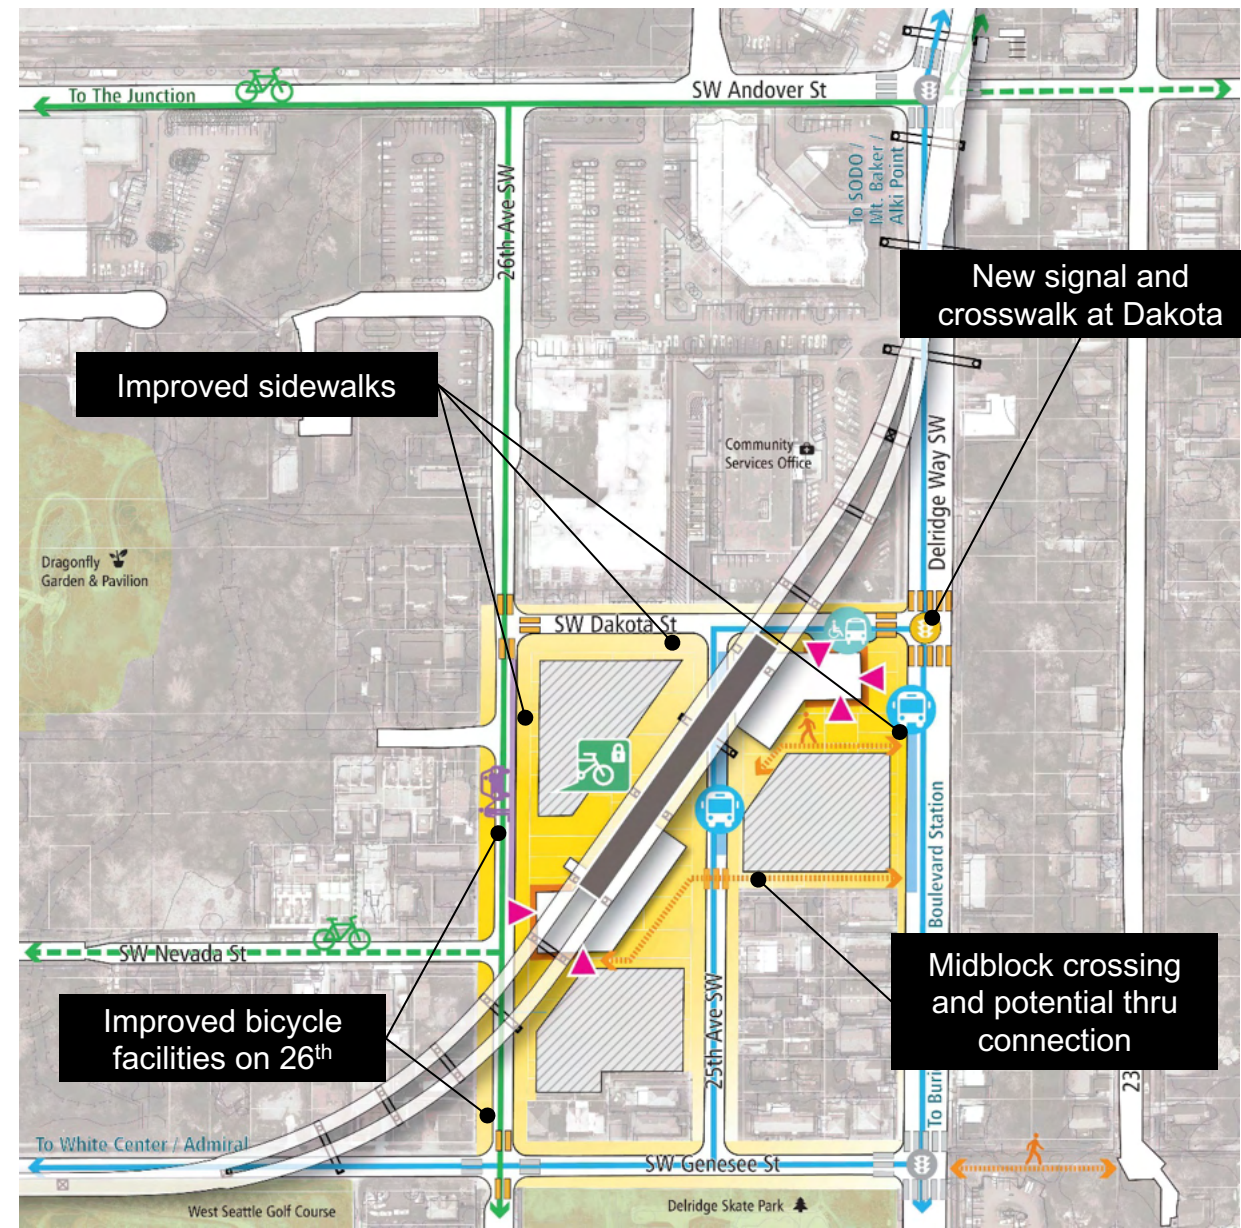 To The Junction
SW Andover St
26th Ave SW
To SODO /
Mt. Baker /
Alki Point
New signal and
crosswalk at Dakota
Improved sidewalks
Community
Services Office
Delridge Way SW
Dragonfly
Garden & Pavilion
SW Dakota St
Boulevard Station
SW Nevada St
Midblock crossing
and potential thru
connection
Improved bicycle
facilities on 26th
25th Ave SW
To Buri
23
To White Center / Admiral
SW Genesee St
West Seattle Golf Course
Delridge Skate Park